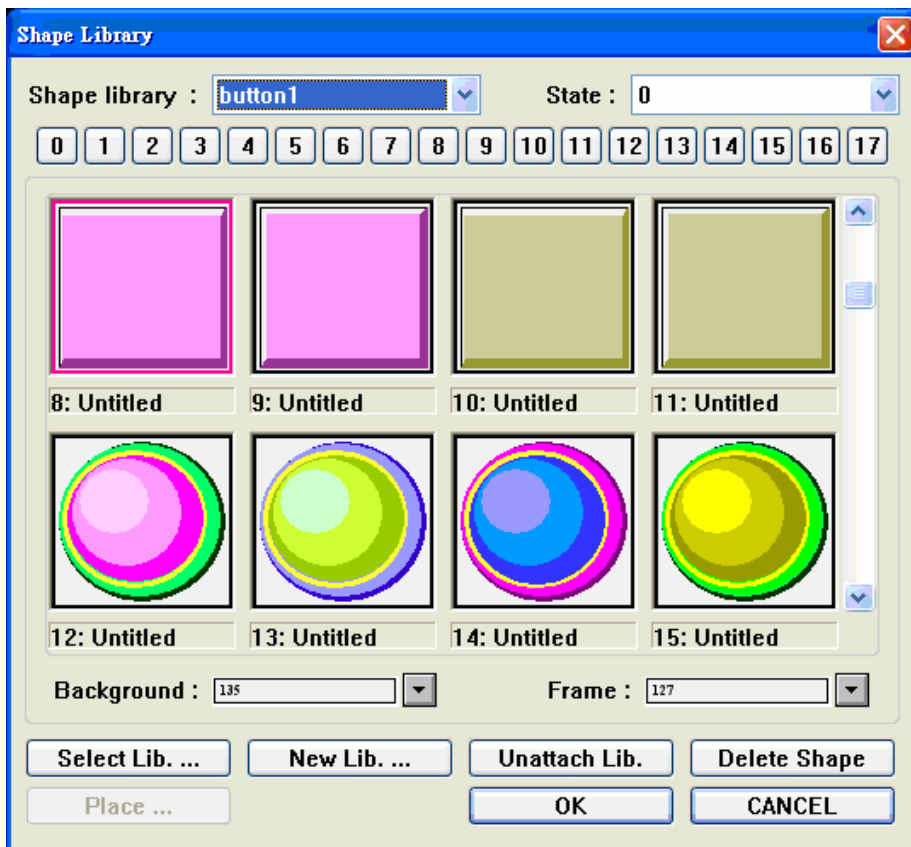 Shape Library
Shape library : button1 State : 0
0 1 2 3 4 5 6 7 8 9 10 11 12 13 14 15 16 17
8: Untitled 9: Untitled 10: Untitled 11: Untitled
12: Untitled 13: Untitled 14: Untitled 15: Untitled
Background : 135 Frame : 127
Select Lib. ... New Lib. ... Unattach Lib. Delete Shape
Place ... OK CANCEL